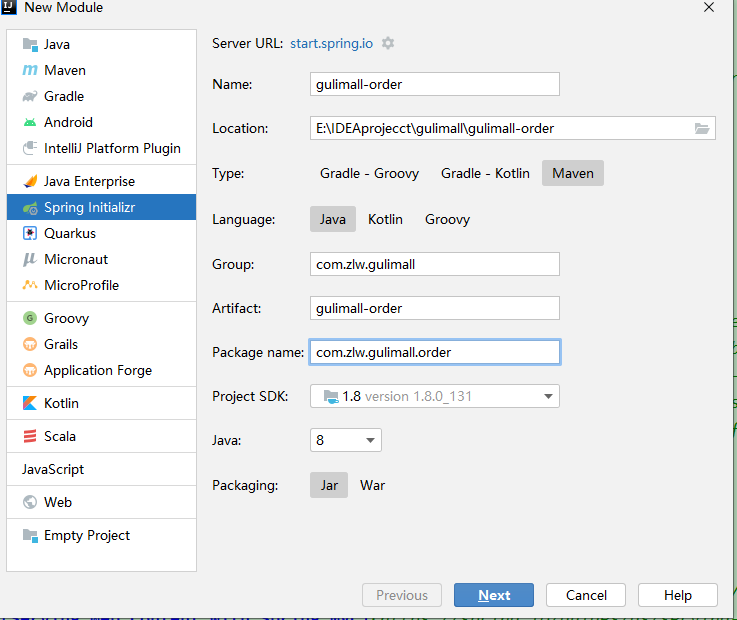 New Module
Java
Maven
Gradle
Android
IntelliJ Platform Plugin
Java Enterprise
Spring Initializr
Quarkus
Micronaut
MicroProfile
Groovy
Grails
Application Forge
Kotlin
Scala
JavaScript
Web
Empty Project
Server URL: start.spring.io
Name: gulimall-order
Location: E:\IDEAprojecct\gulimall\gulimall-order
Type: Gradle - Groovy Gradle - Kotlin Maven
Language: Java Kotlin Groovy
Group: com.zlw.gulimall
Artifact: gulimall-order
Package name: com.zlw.gulimall.order
Project SDK: 1.8 version 1.8.0_131
Java: 8
Packaging: Jar War
Previous Next Cancel Help